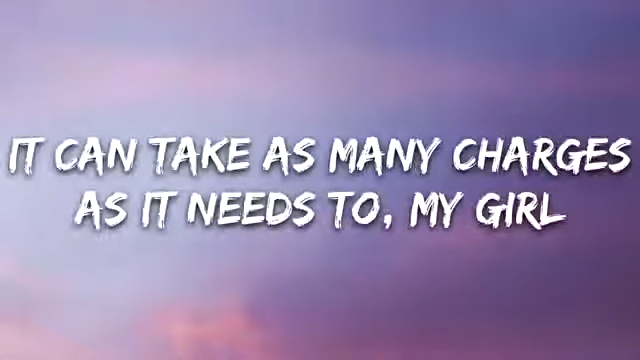 IT CAN TAKE AS MANY CHARGES
AS IT NEEDS TO, MY GIRL